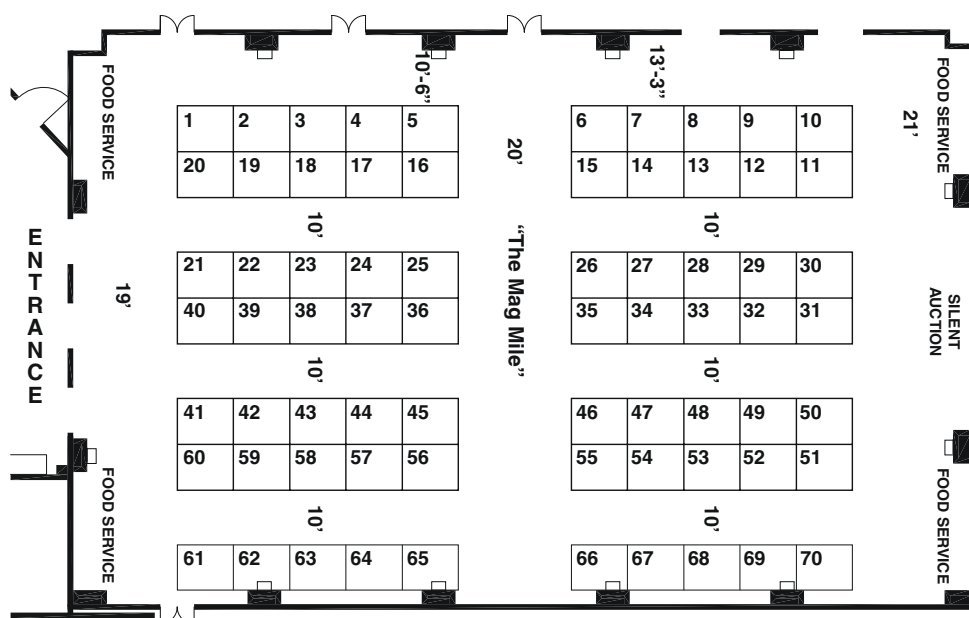 FOOD SERVICE
10'-6"
13'-3"
FOOD SERVICE
21'
1 2 3 4 5
6 7 8 9 10
20 19 18 17 16
20'
15 14 13 12 11
10'
10'
ENTRANCE
19'
"The Mag Mile"
21 22 23 24 25
26 27 28 29 30
40 39 38 37 36
35 34 33 32 31
SILENT
AUCTION
10'
10'
41 42 43 44 45
46 47 48 49 50
60 59 58 57 56
55 54 53 52 51
FOOD SERVICE
10'
10'
FOOD SERVICE
61 62 63 64 65
66 67 68 69 70